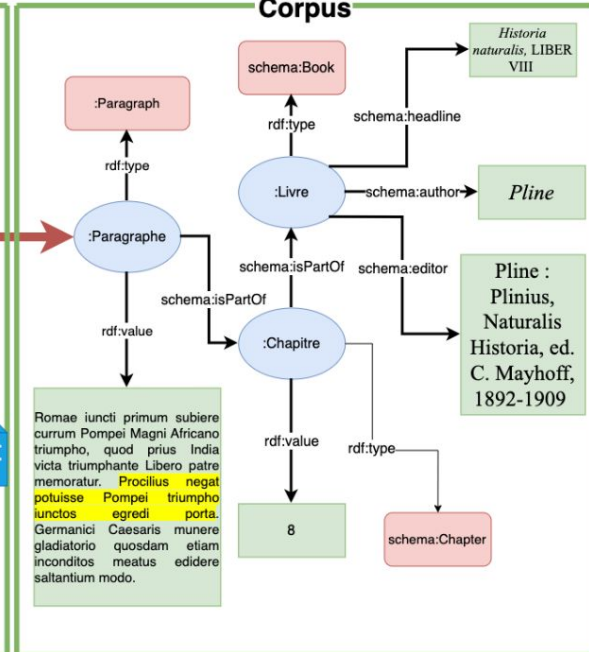 Corpus
Historia
naturalis, LIBER
VIII
schema:Book
:Paragraph
rdf:type
schema:headline
rdf:type
:Livre
schema:author
Pline
:Paragraphe
schema:isPartOf
schema:editor
schema:isPartOf
Pline :
Plinius,
Naturalis
Historia, ed.
C. Mayhoff,
1892-1909
rdf:value
:Chapitre
Romae iuncti primum subiere
currum Pompei Magni Africano
triumpho, quod prius India
victa triumphante Libero patre
memoratur. Procilius negat
potuisse Pompei triumpho
iunctos egredi porta.
Germanici Caesaris munere
gladiatorio quosdam etiam
inconditos meatus edidere
saltantium modo.
rdf:value
rdf:type
8
schema:Chapter